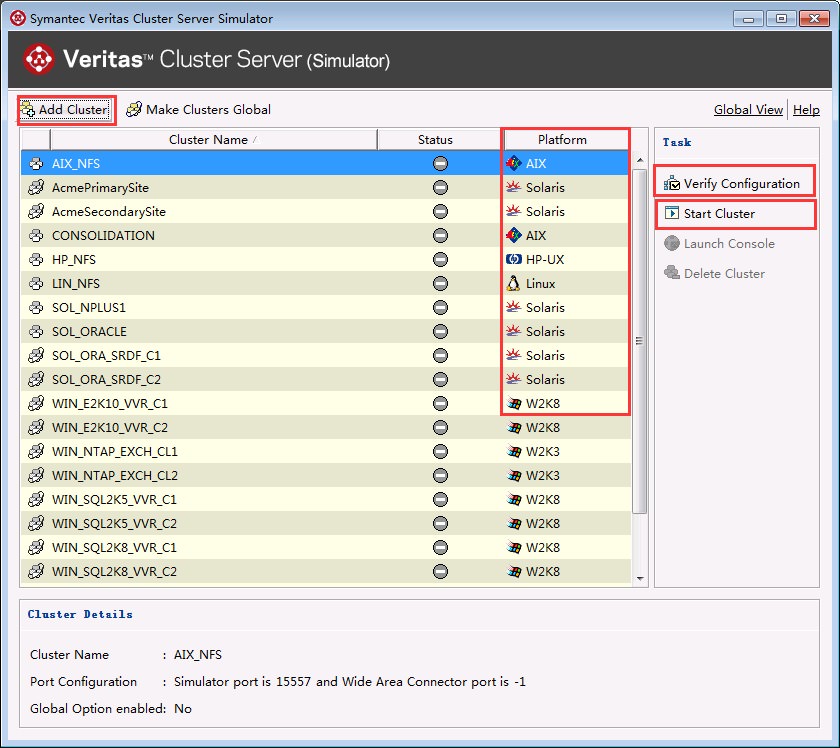 Symantec Veritas Cluster Server Simulator
Veritas™ Cluster Server (Simulator)
Add Cluster Make Clusters Global Global View Help
Cluster Name / Status Platform
AIX_NFS AIX
AcmePrimarySite Solaris
AcmeSecondarySite Solaris
CONSOLIDATION AIX
HP_NFS HP-UX
LIN_NFS Linux
SOL_NPLUS1 Solaris
SOL_ORACLE Solaris
SOL_ORA_SRDF_C1 Solaris
SOL_ORA_SRDF_C2 Solaris
WIN_E2K10_VVR_C1 W2K8
WIN_E2K10_VVR_C2 W2K8
WIN_NTAP_EXCH_CL1 W2K3
WIN_NTAP_EXCH_CL2 W2K3
WIN_SQL2K5_VVR_C1 W2K8
WIN_SQL2K5_VVR_C2 W2K8
WIN_SQL2K8_VVR_C1 W2K8
WIN_SQL2K8_VVR_C2 W2K8
Task
Verify Configuration
Start Cluster
Launch Console
Delete Cluster
Cluster Details
Cluster Name : AIX_NFS
Port Configuration : Simulator port is 15557 and Wide Area Connector port is -1
Global Option enabled: No